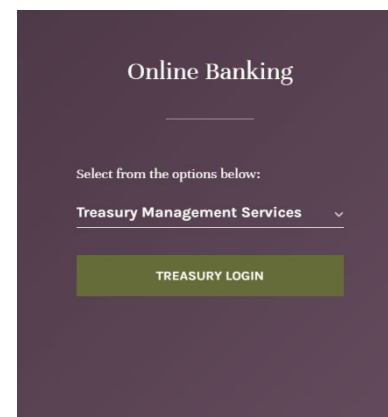 Online Banking
Select from the options below:
Treasury Management Services
TREASURY LOGIN